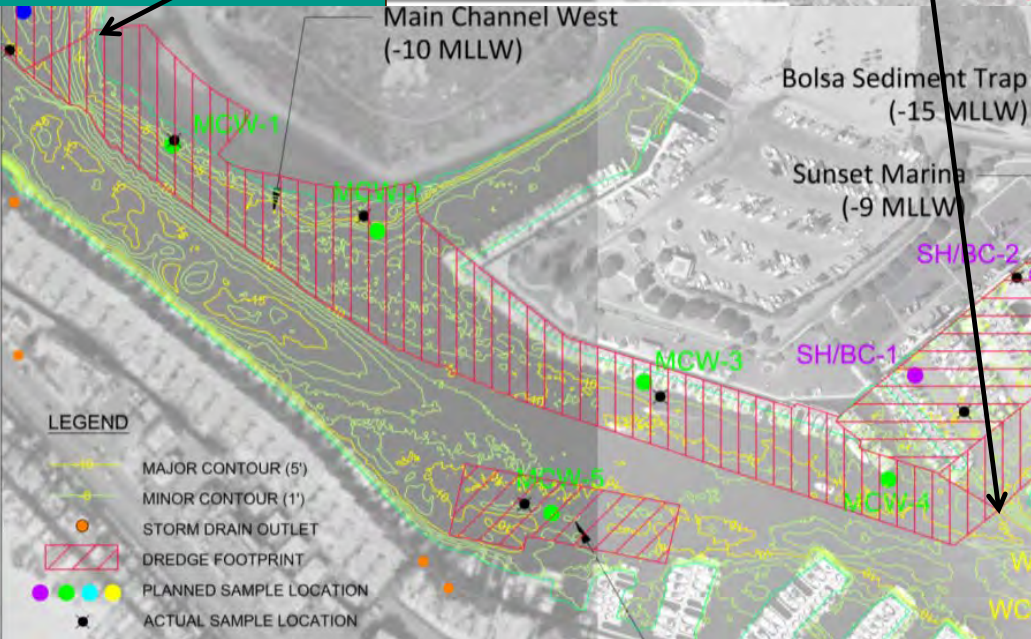 Main Channel West
(-10 MLLW)
Bolsa Sediment Trap
(-15 MLLW)
Sunset Marina
(-9 MLLW)
MCW-1
MCW-2
SH/BC-2
SH/BC-1
MCW-3
MCW-4
MCW-5
LEGEND
-10
MAJOR CONTOUR (5')
MINOR CONTOUR (1')
STORM DRAIN OUTLET
DREDGE FOOTPRINT
PLANNED SAMPLE LOCATION
ACTUAL SAMPLE LOCATION
W
WC